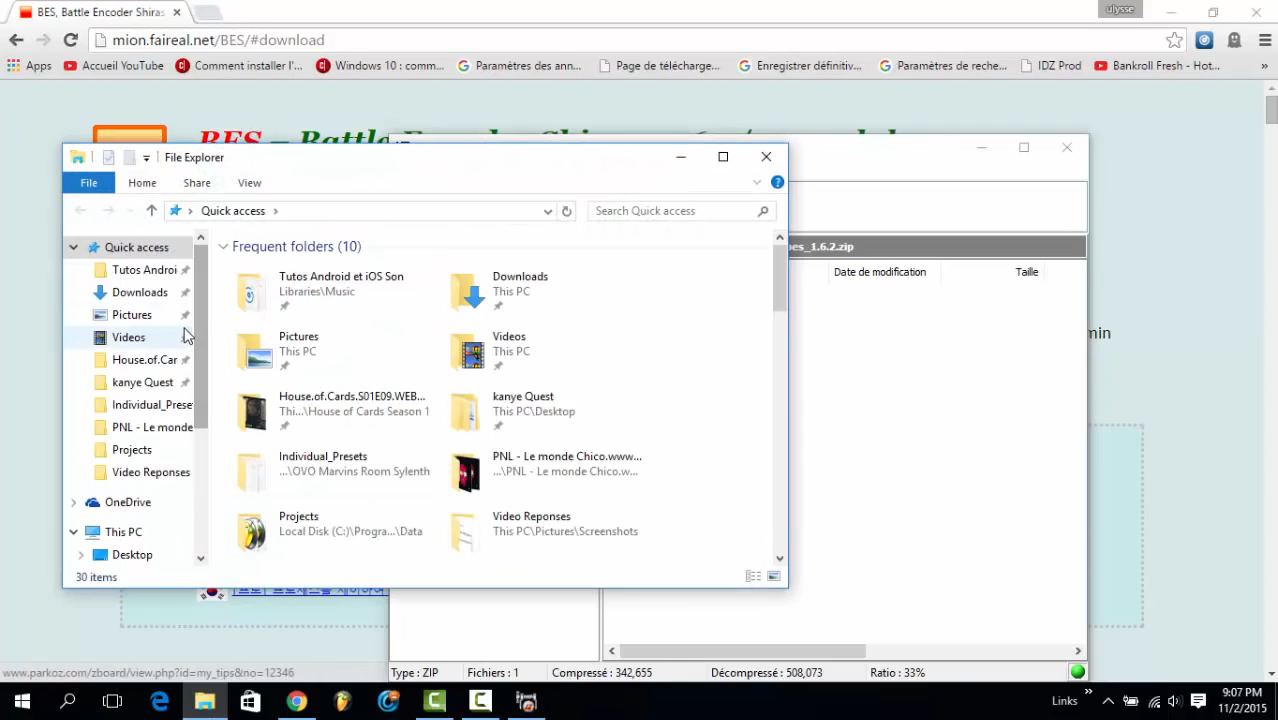 BES, Battle Encoder Shiras
ulysse
mion.faireal.net/BES/#download
Apps
Accueil YouTube
Comment installer l'...
Windows 10 : comm...
Paramètres des ann...
Page de télécharge...
Enregistrer définitiv...
Paramètres de reche...
IDZ Prod
Bankroll Fresh - Hot...
»
BES – Battle Encoder Shirase
File Explorer
File
Home
Share
View
Quick access
Search Quick access
bes_1.6.2.zip
Date de modification
Taille
Quick access
Tutos Androi
Downloads
Pictures
Videos
House.of.Car
kanye Quest
Individual_Prese
PNL - Le monde
Projects
Video Reponses
OneDrive
This PC
Desktop
Frequent folders (10)
Tutos Android et iOS Son
Libraries\Music
Downloads
This PC
Pictures
This PC
Videos
This PC
House.of.Cards.S01E09.WEB...
Thi...\House of Cards Season 1
kanye Quest
This PC\Desktop
Individual_Presets
...\OVO Marvins Room Sylenth
PNL - Le monde Chico.www...
...\PNL - Le monde Chico.w...
Projects
Local Disk (C:)\Progra...\Data
Video Reponses
This PC\Pictures\Screenshots
min
30 items
www.parkoz.com/zboard/view.php?id=my_tips&no=12346
Type : ZIP
Fichiers : 1
Compressé : 342,655
Décompressé : 508,073
Ratio : 33%
Links
»
9:07 PM
11/2/2015